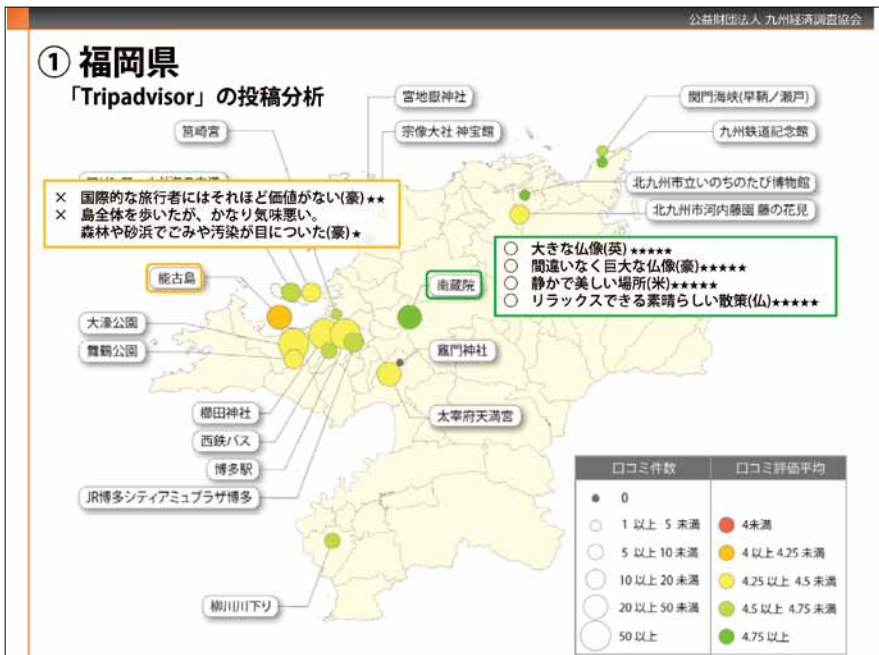 公益財団法人 九州経済調査協会
① 福岡県
「Tripadvisor」の投稿分析
宮地嶽神社
関門海峡(早鞆ノ瀬戸)
筥崎宮
宗像大社 神宝館
九州鉄道記念館
北九州市立いのちのたび博物館
北九州市河内藤園 藤の花見
× 国際的な旅行者にはそれほど価値がない(豪)★★
× 島全体を歩いたが、かなり気味悪い。
森林や砂浜でごみや汚染が目についた(豪)★
○ 大きな仏像(英)★★★★★
○ 間違いなく巨大な仏像(豪)★★★★★
○ 静かで美しい場所(米)★★★★★
○ リラックスできる素晴らしい散策(仏)★★★★★
能古島
南蔵院
大濠公園
舞鶴公園
竈門神社
櫛田神社
太宰府天満宮
西鉄バス
博多駅
JR博多シティアミュプラザ博多
柳川川下り
口コミ件数 口コミ評価平均
0
1 以上 5 未満 4未満
5 以上 10 未満 4 以上 4.25 未満
10 以上 20 未満 4.25 以上 4.5 未満
20 以上 50 未満 4.5 以上 4.75 未満
50 以上 4.75 以上